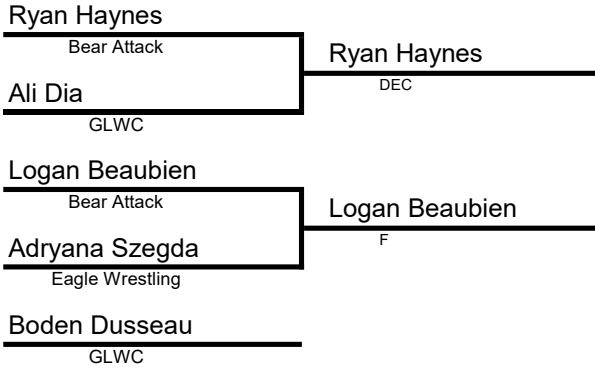 Ryan Haynes
Bear Attack
Ryan Haynes
DEC
Ali Dia
GLWC
Logan Beaubien
Bear Attack
Logan Beaubien
F
Adryana Szegda
Eagle Wrestling
Boden Dusseau
GLWC